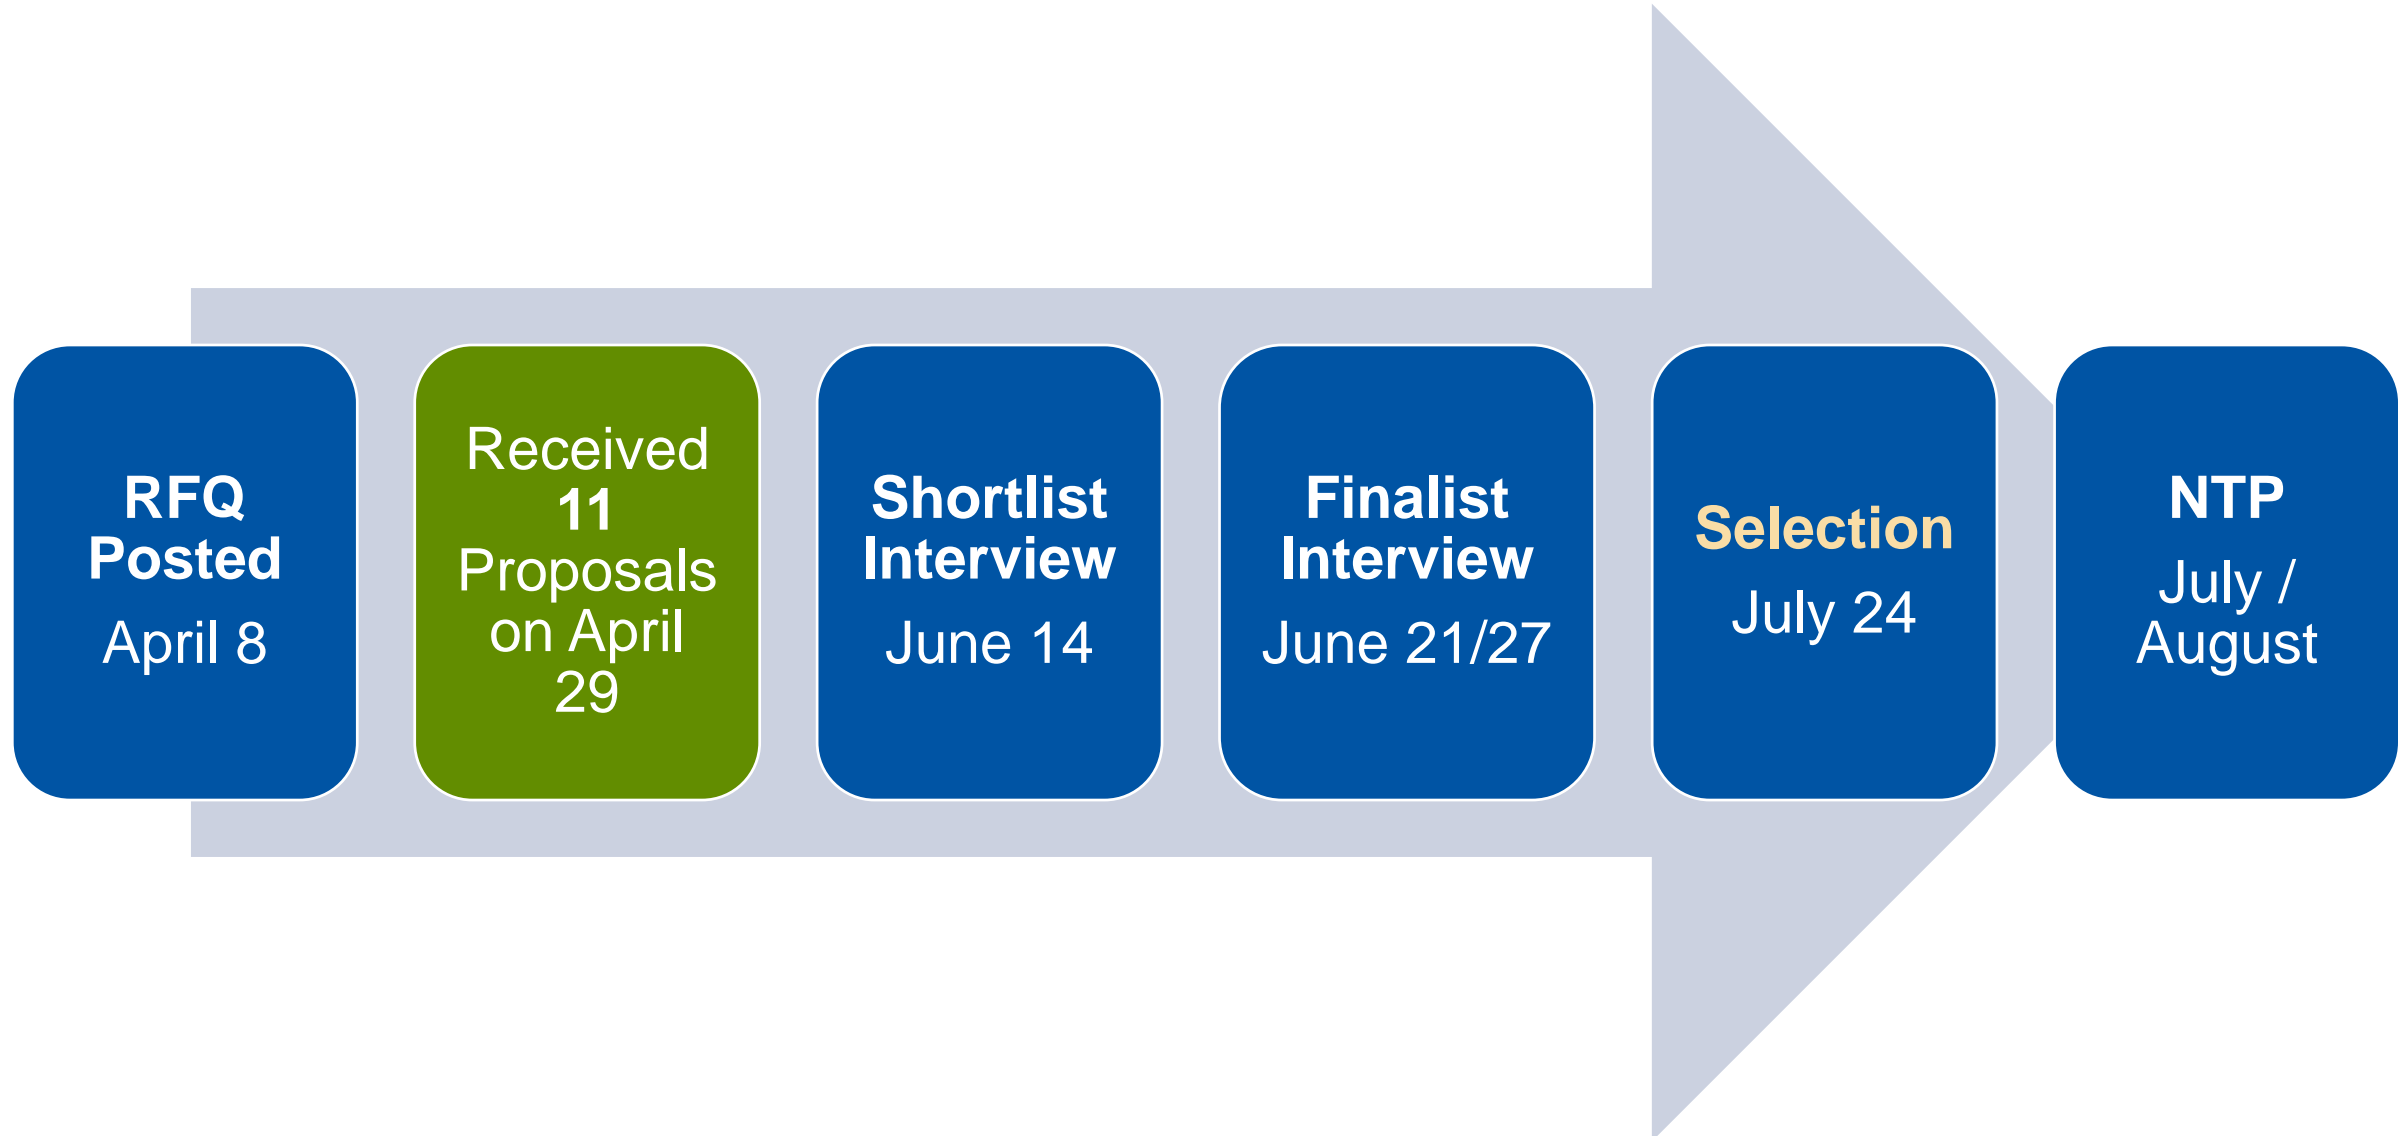 RFQ
Posted
April 8
Received
11
Proposals
on April
29
Shortlist
Interview
June 14
Finalist
Interview
June 21/27
Selection
July 24
NTP
July /
August